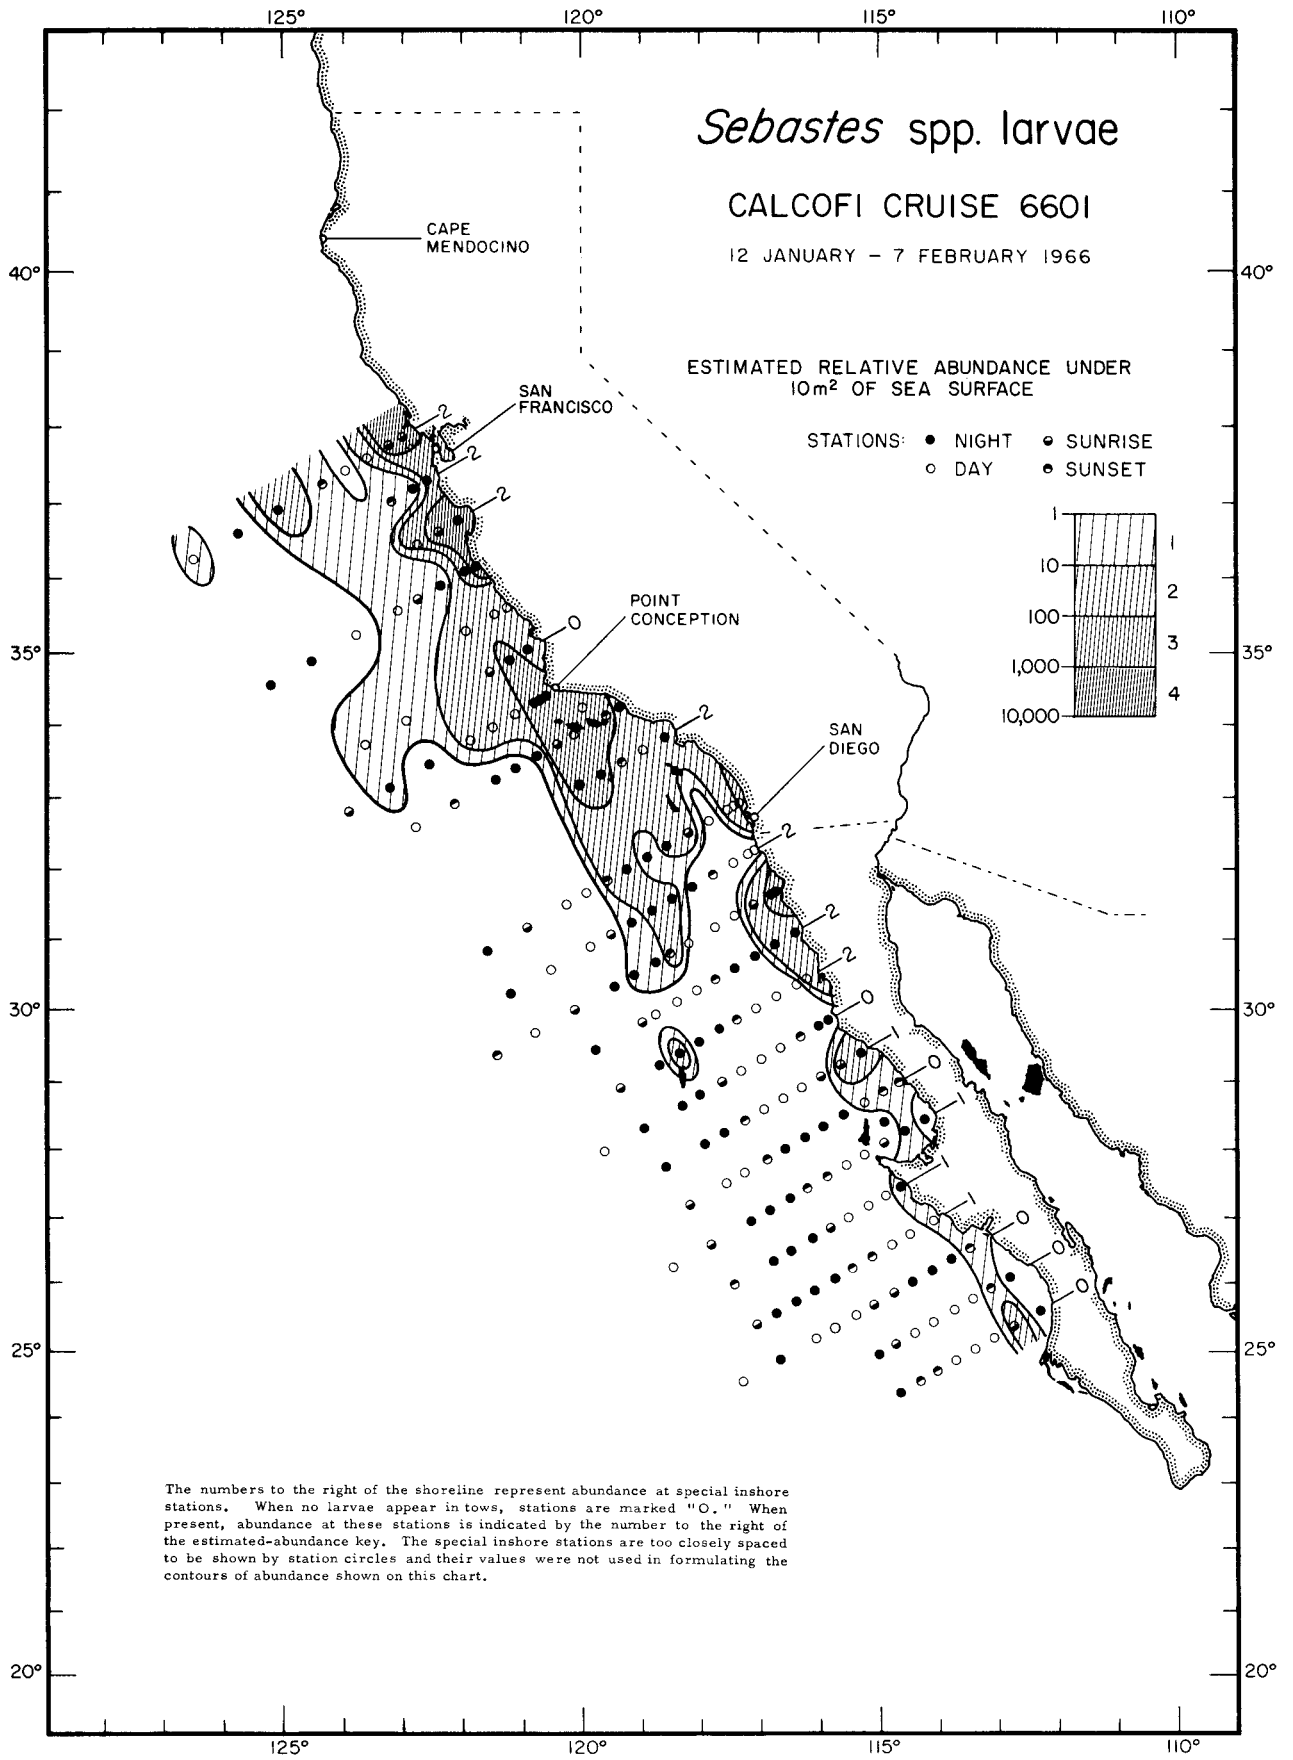 125° 120° 115° 110°
Sebastes spp. larvae
CALCOFI CRUISE 6601
12 JANUARY – 7 FEBRUARY 1966
CAPE
MENDOCINO
40° 40°
ESTIMATED RELATIVE ABUNDANCE UNDER
10m² OF SEA SURFACE
SAN
FRANCISCO
2
STATIONS: ● NIGHT SUNRISE
○ DAY SUNSET
2
2
1
1
10
2
100
3
1,000
4
10,000
POINT
CONCEPTION
0
35° 35°
2
SAN
DIEGO
2
2
2
30° 0 30°
1
0
1
1
1
0
0
0
25° 25°
The numbers to the right of the shoreline represent abundance at special inshore
stations. When no larvae appear in tows, stations are marked "O." When
present, abundance at these stations is indicated by the number to the right of
the estimated-abundance key. The special inshore stations are too closely spaced
to be shown by station circles and their values were not used in formulating the
contours of abundance shown on this chart.
20° 20°
125° 120° 115° 110°